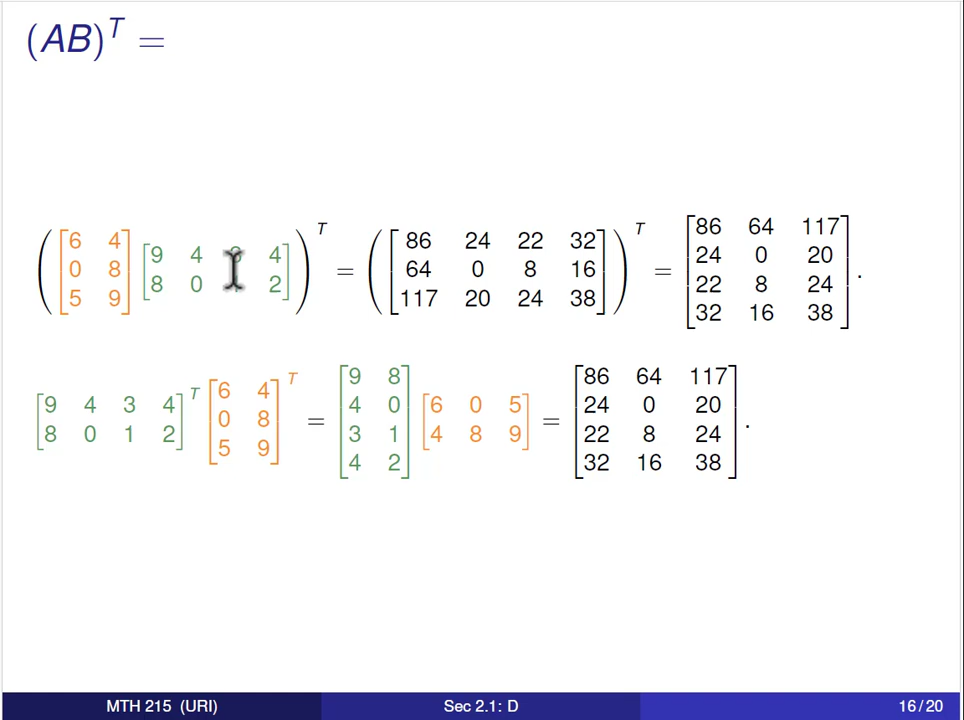 (AB)^T =
([6 4; 0 8; 5 9] [9 4 3 4; 8 0 1 2])^T = ([86 24 22 32; 64 0 8 16; 117 20 24 38])^T = [86 64 117; 24 0 20; 22 8 24; 32 16 38].
[9 4 3 4; 8 0 1 2]^T [6 4; 0 8; 5 9]^T = [9 8; 4 0; 3 1; 4 2] [6 0 5; 4 8 9] = [86 64 117; 24 0 20; 22 8 24; 32 16 38].
MTH 215 (URI) Sec 2.1: D 16/20